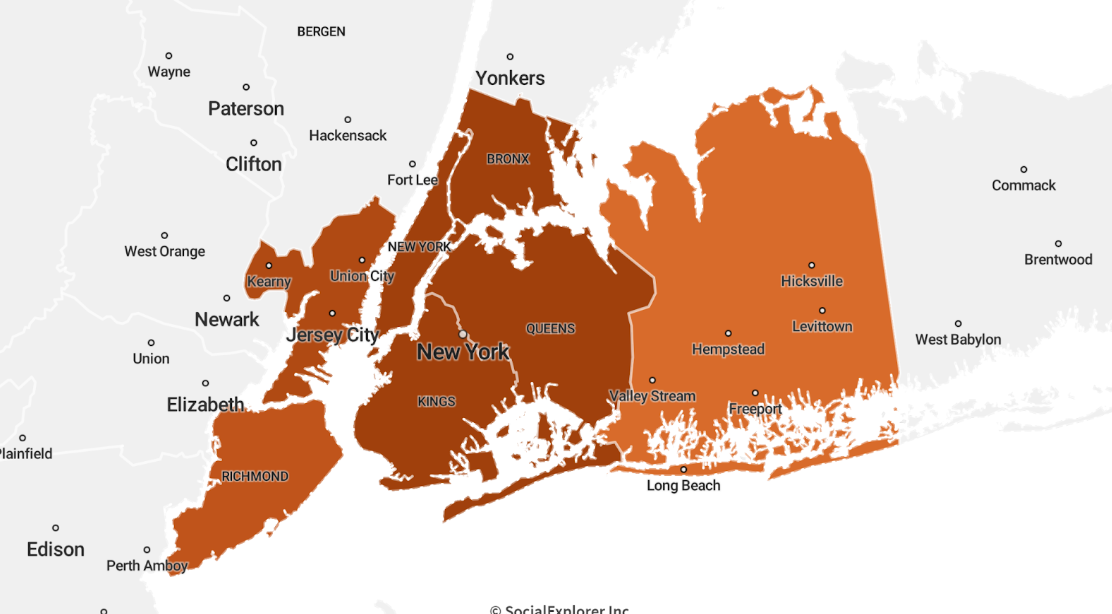 BERGEN
Wayne
Yonkers
Paterson
Hackensack
Clifton
BRONX
Fort Lee
Commack
West Orange
NEW YORK
Brentwood
Kearny
Union City
Hicksville
Newark
Levittown
Jersey City
QUEENS
West Babylon
Union
New York
Hempstead
Elizabeth
KINGS
Valley Stream
Freeport
Plainfield
RICHMOND
Long Beach
Edison
Perth Amboy
© SocialExplorer Inc